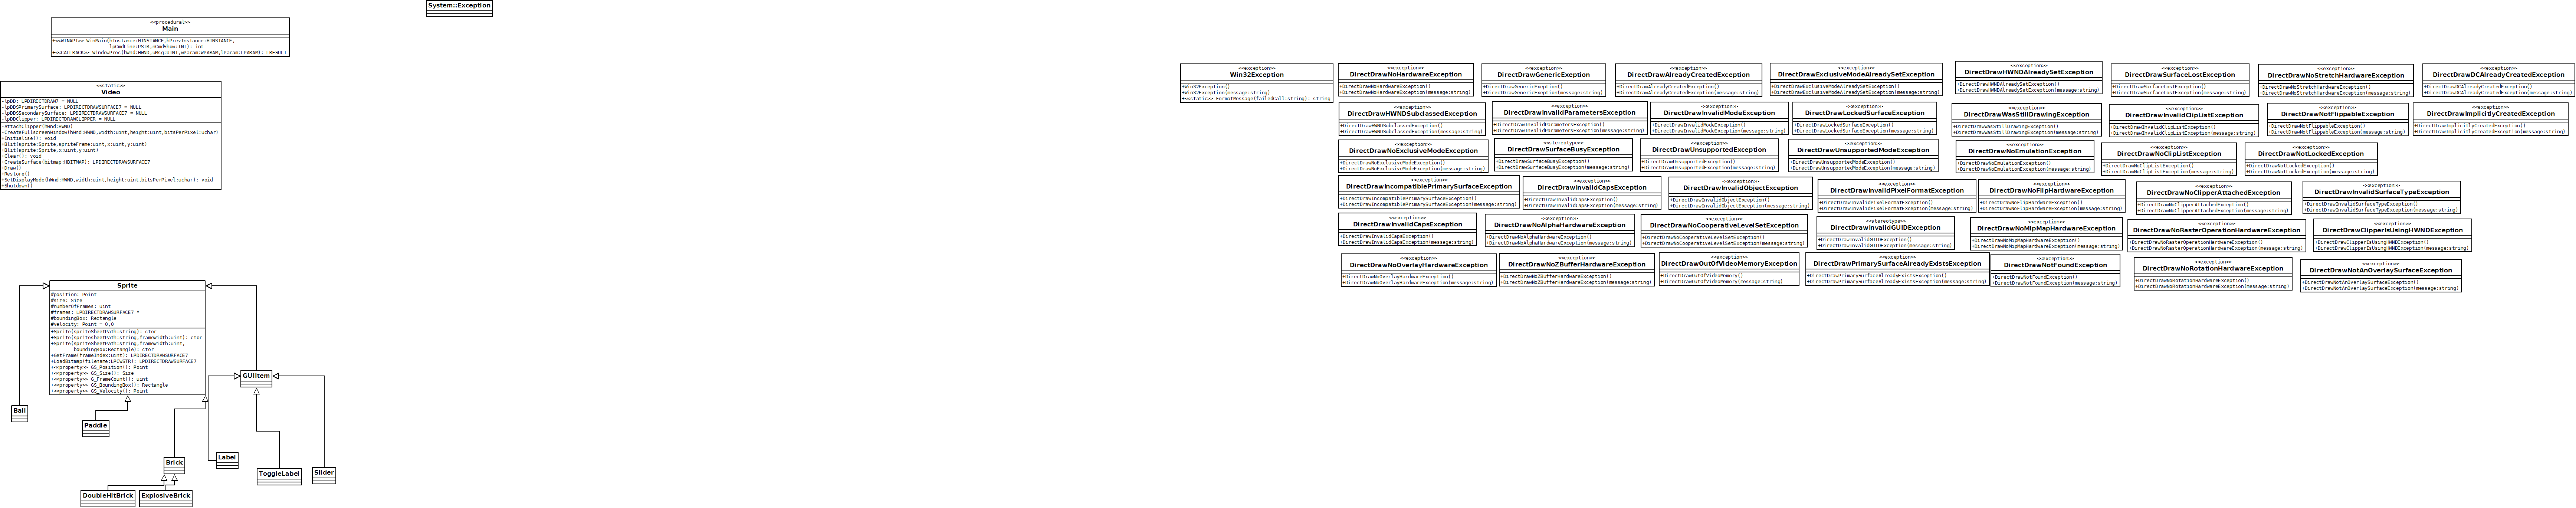 System::Exception
<<procedural>>
Main
+<<WINAPI>> WinMain(hInstance:HINSTANCE,hPrevInstance:HINSTANCE,
lpCmdLine:PSTR,nCmdShow:INT): int
+<<CALLBACK>> WindowProc(hWnd:HWND,uMsg:UINT,wParam:WPARAM,lParam:LPARAM): LRESULT
<<static>>
Video
-lpDD: LPDIRECTDRAW7 = NULL
-lpDDSPrimarySurface: LPDIRECTDRAWSURFACE7 = NULL
-lpDDSSecondarySurface: LPDIRECTDRAWSURFACE7 = NULL
-lpDDClipper: LPDIRECTDRAWCLIPPER = NULL
-AttachClipper(hWnd:HWND)
-CreateFullscreenWindow(hWnd:HWND,width:uint,height:uint,bitsPerPixel:uchar)
+Initialise(): void
+Blit(sprite:Sprite,spriteFrame:uint,x:uint,y:uint)
+Blit(sprite:Sprite,x:uint,y:uint)
+Clear(): void
+CreateSurface(bitmap:HBITMAP): LPDIRECTDRAWSURFACE7
+Draw()
+Restore()
+SetDisplayMode(hWnd:HWND,width:uint,height:uint,bitsPerPixel:uchar): void
+Shutdown()
Sprite
#position: Point
#size: Size
#numberOfFrames: uint
#frames: LPDIRECTDRAWSURFACE7 *
#boundingBox: Rectangle
#velocity: Point = 0,0
+Sprite(spriteSheetPath:string): ctor
+Sprite(spritesheetPath:string,frameWidth:uint): ctor
+Sprite(spriteSheetPath:string,frameWidth:uint,
boundingBox:Rectangle): ctor
+GetFrame(frameIndex:uint): LPDIRECTDRAWSURFACE7
+LoadBitmap(filename:LPCWSTR): LPDIRECTDRAWSURFACE7
+<<property>> GS_Position(): Point
+<<property>> GS_Size(): Size
+<<property>> G_FrameCount(): uint
+<<property>> GS_BoundingBox(): Rectangle
+<<property>> GS_Velocity(): Point
GUIItem
Ball
Paddle
Brick
Label
ToggleLabel
Slider
DoubleHitBrick
ExplosiveBrick
<<exception>>
Win32Exception
+Win32Exception()
+Win32Exception(message:string)
+<<static>> FormatMessage(failedCall:string): string
<<exception>>
DirectDrawNoHardwareException
+DirectDrawNoHardwareException()
+DirectDrawNoHardwareException(message:string)
<<exception>>
DirectDrawGenericExeption
+DirectDrawGenericExeption()
+DirectDrawGenericExeption(message:string)
<<exception>>
DirectDrawAlreadyCreatedException
+DirectDrawAlreadyCreatedException()
+DirectDrawAlreadyCreatedException(message:string)
<<exception>>
DirectDrawExclusiveModeAlreadySetException
+DirectDrawExclusiveModeAlreadySetException()
+DirectDrawExclusiveModeAlreadySetException(message:string)
<<exception>>
DirectDrawHWNDAlreadySetException
+DirectDrawHWNDAlreadySetException()
+DirectDrawHWNDAlreadySetException(message:string)
<<exception>>
DirectDrawSurfaceLostException
+DirectDrawSurfaceLostException()
+DirectDrawSurfaceLostException(message:string)
<<exception>>
DirectDrawNoStretchHardwareException
+DirectDrawNoStretchHardwareException()
+DirectDrawNoStretchHardwareException(message:string)
<<exception>>
DirectDrawDCAlreadyCreatedException
+DirectDrawDCAlreadyCreatedException()
+DirectDrawDCAlreadyCreatedException(message:string)
<<exception>>
DirectDrawHWNDSubclassedException
+DirectDrawHWNDSubclassedException()
+DirectDrawHWNDSubclassedException(message:string)
<<exception>>
DirectDrawInvalidParametersException
+DirectDrawInvalidParametersException()
+DirectDrawInvalidParametersException(message:string)
<<exception>>
DirectDrawInvalidModeException
+DirectDrawInvalidModeException()
+DirectDrawInvalidModeException(message:string)
<<exception>>
DirectDrawLockedSurfaceException
+DirectDrawLockedSurfaceException()
+DirectDrawLockedSurfaceException(message:string)
<<exception>>
DirectDrawWasStillDrawingException
+DirectDrawWasStillDrawingException()
+DirectDrawWasStillDrawingException(message:string)
<<exception>>
DirectDrawInvalidClipListException
+DirectDrawInvalidClipListException()
+DirectDrawInvalidClipListException(message:string)
<<exception>>
DirectDrawNotFlippableException
+DirectDrawNotFlippableException()
+DirectDrawNotFlippableException(message:string)
<<exception>>
DirectDrawImplicitlyCreatedException
+DirectDrawImplicitlyCreatedException()
+DirectDrawImplicitlyCreatedException(message:string)
<<exception>>
DirectDrawNoExclusiveModeException
+DirectDrawNoExclusiveModeException()
+DirectDrawNoExclusiveModeException(message:string)
<<stereotype>>
DirectDrawSurfaceBusyException
+DirectDrawSurfaceBusyException()
+DirectDrawSurfaceBusyException(message:string)
<<exception>>
DirectDrawUnsupportedException
+DirectDrawUnsupportedException()
+DirectDrawUnsupportedException(message:string)
<<exception>>
DirectDrawUnsupportedModeException
+DirectDrawUnsupportedModeException()
+DirectDrawUnsupportedModeException(message:string)
<<exception>>
DirectDrawNoEmulationException
+DirectDrawNoEmulationException()
+DirectDrawNoEmulationException(message:string)
<<exception>>
DirectDrawNoClipListException
+DirectDrawNoClipListException()
+DirectDrawNoClipListException(message:string)
<<exception>>
DirectDrawNotLockedException
+DirectDrawNotLockedException()
+DirectDrawNotLockedException(message:string)
<<exception>>
DirectDrawIncompatiblePrimarySurfaceException
+DirectDrawIncompatiblePrimarySurfaceException()
+DirectDrawIncompatiblePrimarySurfaceException(message:string)
<<exception>>
DirectDrawInvalidCapsException
+DirectDrawInvalidCapsException()
+DirectDrawInvalidCapsException(message:string)
<<exception>>
DirectDrawInvalidObjectException
+DirectDrawInvalidObjectException()
+DirectDrawInvalidObjectException(message:string)
<<exception>>
DirectDrawInvalidPixelFormatException
+DirectDrawInvalidPixelFormatException()
+DirectDrawInvalidPixelFormatException(message:string)
<<exception>>
DirectDrawNoFlipHardwareException
+DirectDrawNoFlipHardwareException()
+DirectDrawNoFlipHardwareException(message:string)
<<exception>>
DirectDrawNoClipperAttachedException
+DirectDrawNoClipperAttachedException()
+DirectDrawNoClipperAttachedException(message:string)
<<exception>>
DirectDrawInvalidSurfaceTypeException
+DirectDrawInvalidSurfaceTypeException()
+DirectDrawInvalidSurfaceTypeException(message:string)
<<exception>>
DirectDrawInvalidCapsException
+DirectDrawInvalidCapsException()
+DirectDrawInvalidCapsException(message:string)
<<exception>>
DirectDrawNoAlphaHardwareException
+DirectDrawNoAlphaHardwareException()
+DirectDrawNoAlphaHardwareException(message:string)
<<exception>>
DirectDrawNoCooperativeLevelSetException
+DirectDrawNoCooperativeLevelSetException()
+DirectDrawNoCooperativeLevelSetException(message:string)
<<stereotype>>
DirectDrawInvalidGUIDException
+DirectDrawInvalidGUIDException()
+DirectDrawInvalidGUIDException(message:string)
<<exception>>
DirectDrawNoMipMapHardwareException
+DirectDrawNoMipMapHardwareException()
+DirectDrawNoMipMapHardwareException(message:string)
<<exception>>
DirectDrawNoRasterOperationHardwareException
+DirectDrawNoRasterOperationHardwareException()
+DirectDrawNoRasterOperationHardwareException(message:string)
<<exception>>
DirectDrawClipperIsUsingHWNDException
+DirectDrawClipperIsUsingHWNDException()
+DirectDrawClipperIsUsingHWNDException(message:string)
<<exception>>
DirectDrawNoOverlayHardwareException
+DirectDrawNoOverlayHardwareException()
+DirectDrawNoOverlayHardwareException(message:string)
<<exception>>
DirectDrawNoZBufferHardwareException
+DirectDrawNoZBufferHardwareException()
+DirectDrawNoZBufferHardwareException(message:string)
<<exception>>
DirectDrawOutOfVideoMemoryException
+DirectDrawOutOfVideoMemory()
+DirectDrawOutOfVideoMemory(message:string)
<<exception>>
DirectDrawPrimarySurfaceAlreadyExistsException
+DirectDrawPrimarySurfaceAlreadyExistsException()
+DirectDrawPrimarySurfaceAlreadyExistsException(message:string)
<<exception>>
DirectDrawNotFoundException
+DirectDrawNotFoundException()
+DirectDrawNotFoundException(message:string)
<<exception>>
DirectDrawNoRotationHardwareException
+DirectDrawNoRotationHardwareException()
+DirectDrawNoRotationHardwareException(message:string)
<<exception>>
DirectDrawNotAnOverlaySurfaceException
+DirectDrawNotAnOverlaySurfaceException()
+DirectDrawNotAnOverlaySurfaceException(message:string)